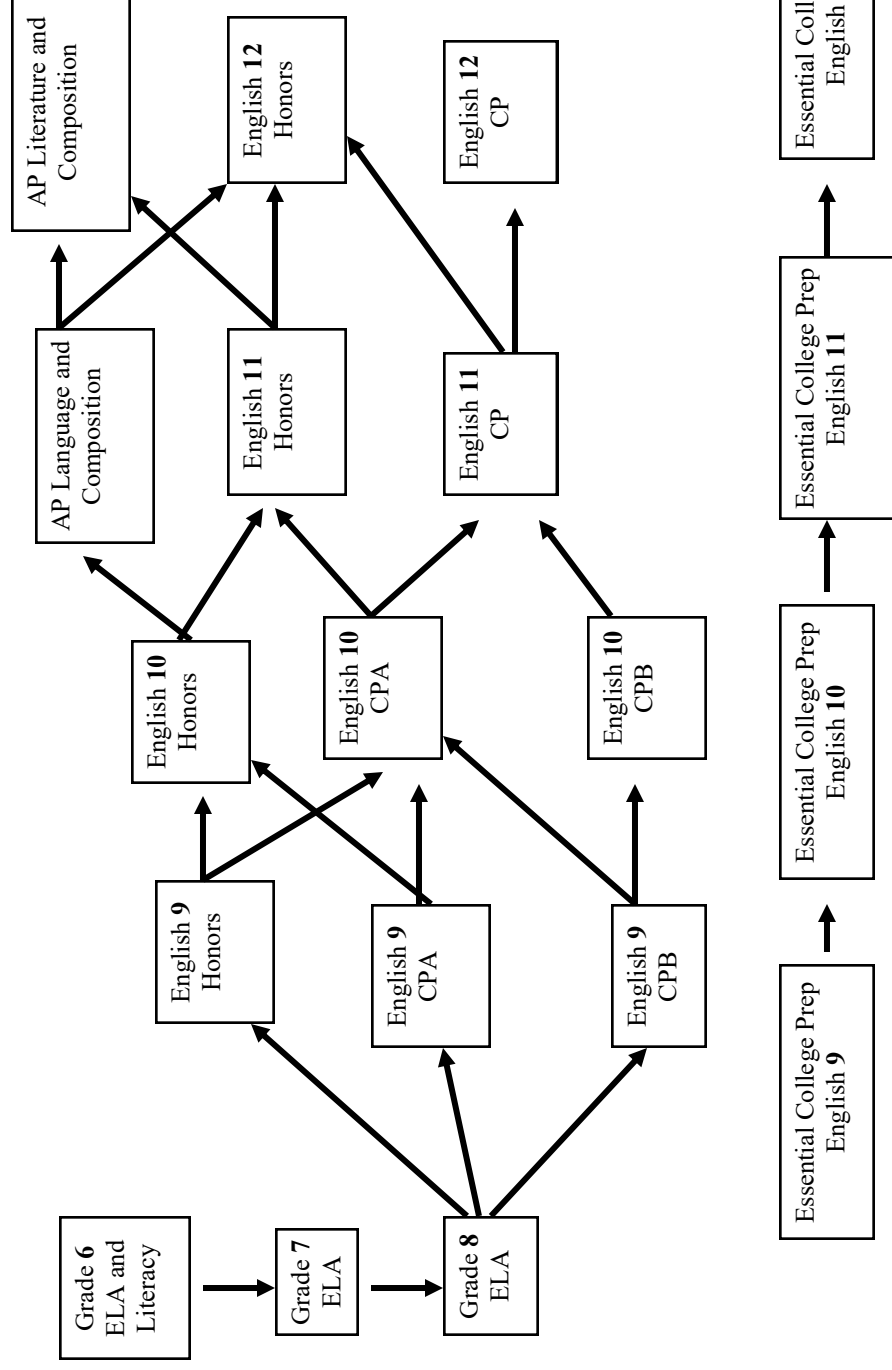 Grade 6
ELA and
Literacy
Grade 7
ELA
Grade 8
ELA
English 9
Honors
English 9
CPA
English 9
CPB
English 10
Honors
English 10
CPA
English 10
CPB
AP Language and
Composition
English 11
Honors
English 11
CP
AP Literature and
Composition
English 12
Honors
English 12
CP
Essential College Prep
English 9
Essential College Prep
English 10
Essential College Prep
English 11
Essential Coll
English